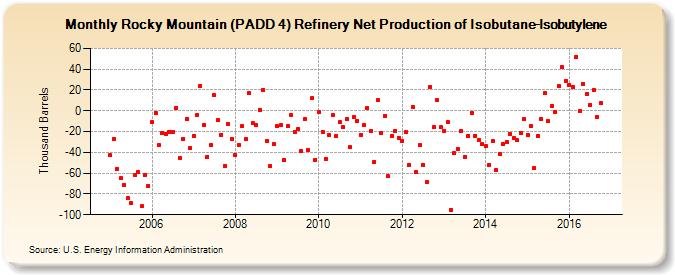 Monthly Rocky Mountain (PADD 4) Refinery Net Production of Isobutane-Isobutylene
Thousand Barrels
60
40
20
0
-20
-40
-60
-80
-100
2006 2008 2010 2012 2014 2016
Source: U.S. Energy Information Administration